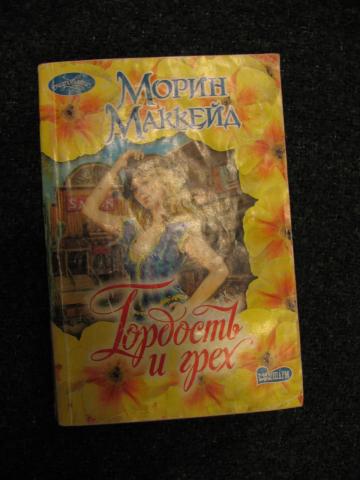 Морин
Маккейд
Гордость
и грех